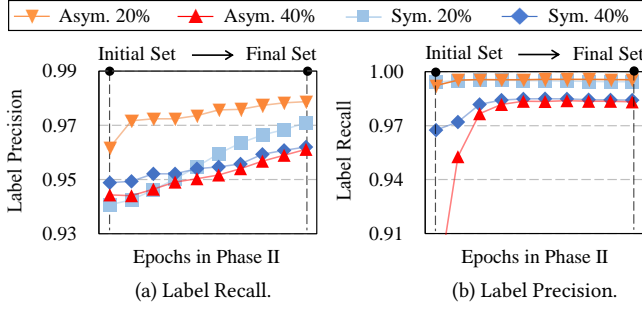 Asym. 20% Asym. 40% Sym. 20% Sym. 40%
Initial Set Final Set
0.99
0.97
0.95
0.93
Label Precision
Epochs in Phase II
(a) Label Recall.
Initial Set Final Set
1.00
0.97
0.94
0.91
Label Recall
Epochs in Phase II
(b) Label Precision.